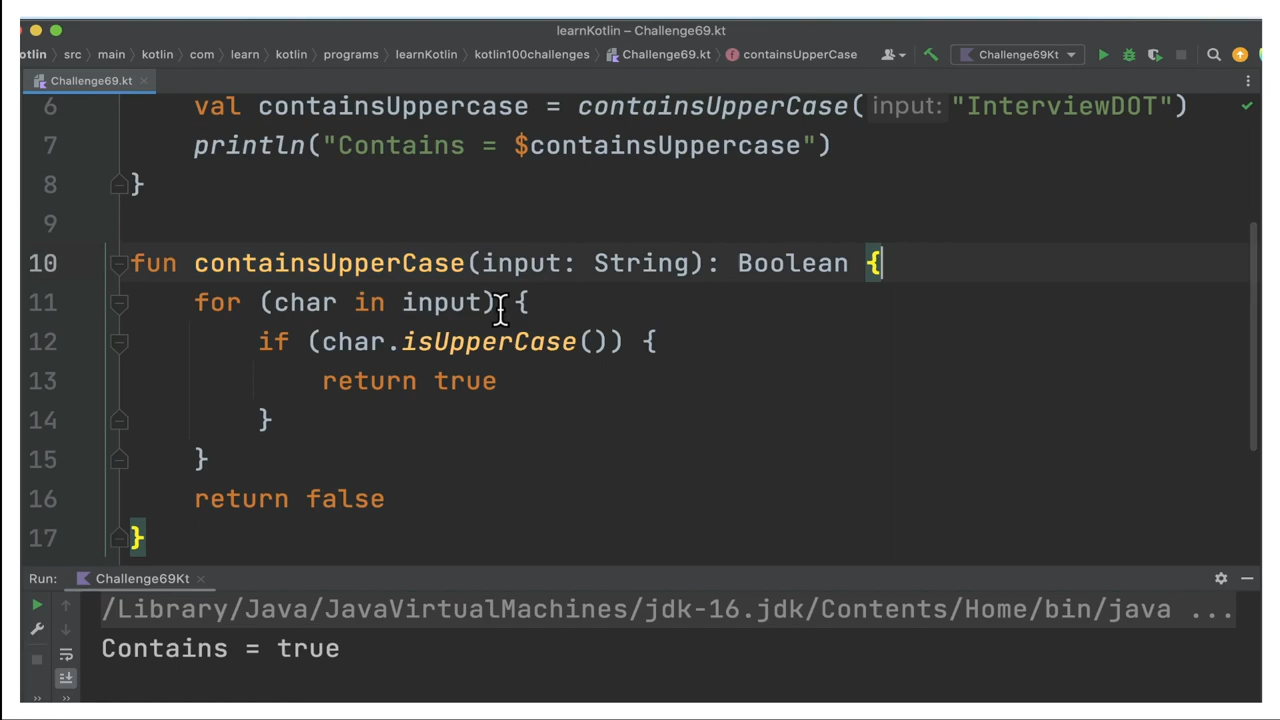 learnKotlin – Challenge69.kt
otlin src main kotlin com learn kotlin programs learnKotlin kotlin100challenges Challenge69.kt containsUpperCase Challenge69Kt
Challenge69.kt
6 val containsUppercase = containsUpperCase( input: "InterviewDOT")
7 println("Contains = $containsUppercase")
8 }
9
10 fun containsUpperCase(input: String): Boolean {
11 for (char in input) {
12 if (char.isUpperCase()) {
13 return true
14 }
15 }
16 return false
17 }
Run: Challenge69Kt
/Library/Java/JavaVirtualMachines/jdk-16.jdk/Contents/Home/bin/java ...
Contains = true